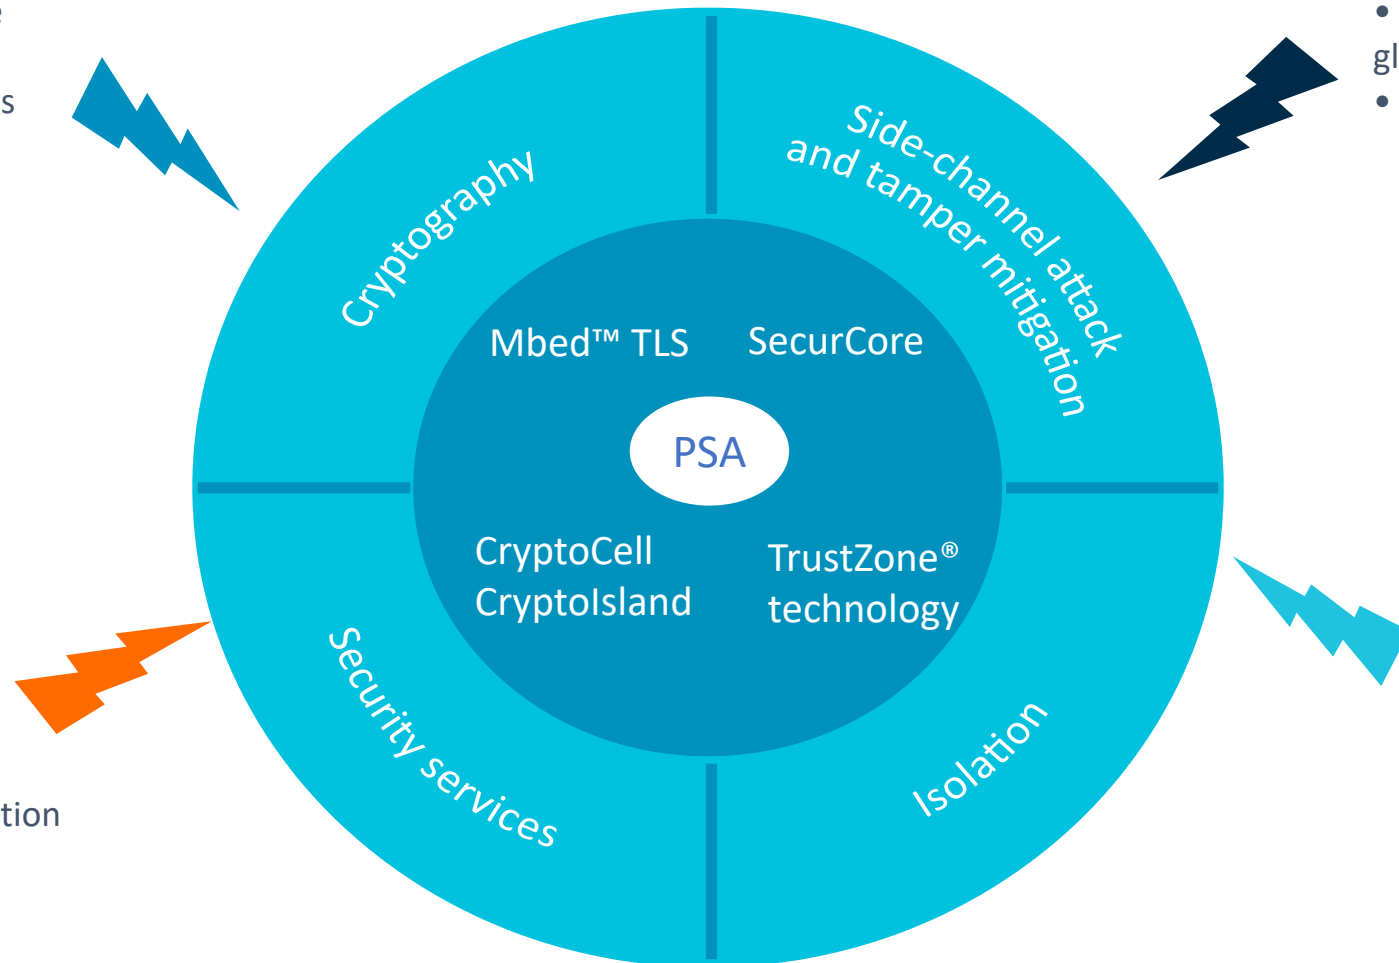 s
gl
Cryptography
Side-channel attack
and tamper mitigation
Mbed™ TLS
SecurCore
PSA
CryptoCell
CryptoIsland
TrustZone®
technology
Security services
Isolation
tion